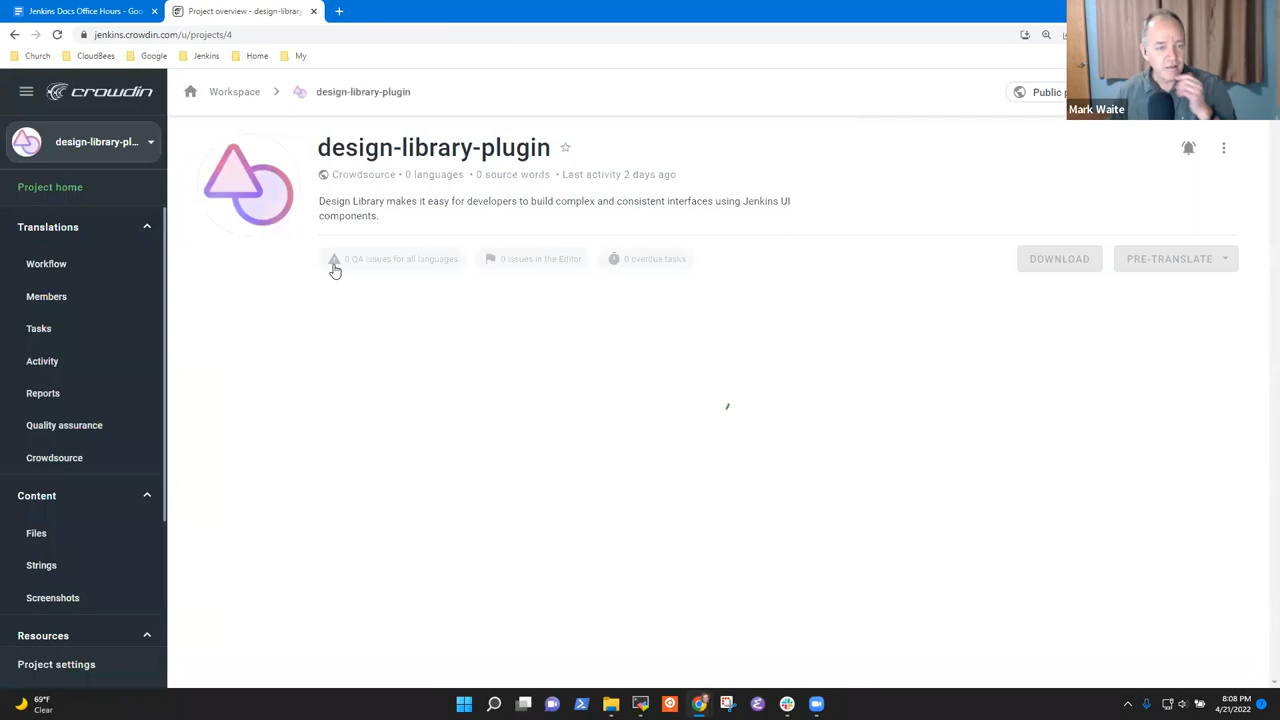 Jenkins Docs Office Hours - Goo
Project overview - design-library
jenkins.crowdin.com/u/projects/4
Church
CloudBees
Google
Jenkins
Home
My
Mark Waite
crowdin
Workspace
design-library-plugin
Public
design-library-pl...
Project home
Translations
Workflow
Members
Tasks
Activity
Reports
Quality assurance
Crowdsource
Content
Files
Strings
Screenshots
Resources
Project settings
design-library-plugin
Crowdsource • 0 languages • 0 source words • Last activity 2 days ago
Design Library makes it easy for developers to build complex and consistent interfaces using Jenkins UI
components.
0 QA issues for all languages
0 issues in the Editor
0 overdue tasks
DOWNLOAD
PRE-TRANSLATE
69°F
Clear
8:08 PM
4/21/2022